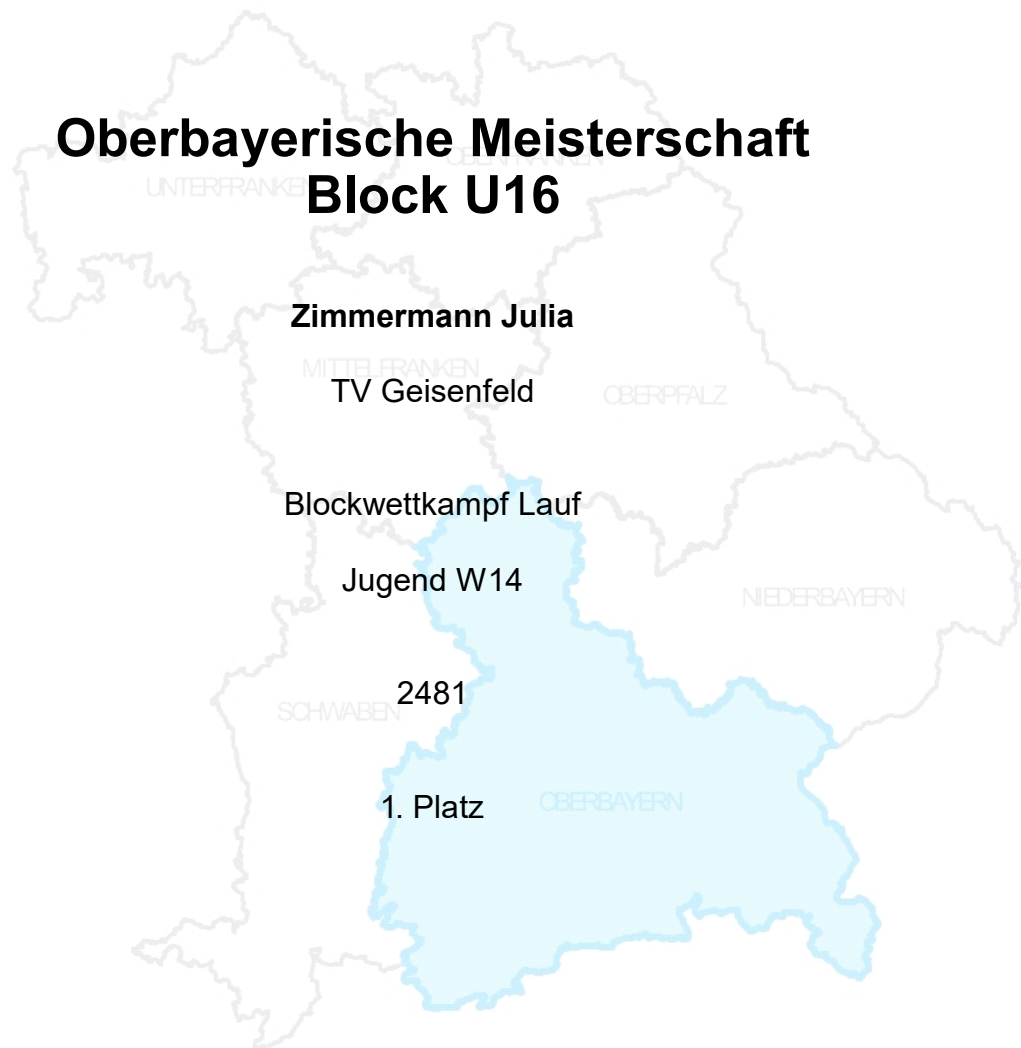 Oberbayerische Meisterschaft
OBERFRANKEN
UNTERFRANKEN
Block U16
Zimmermann Julia
MITTELFRANKEN
TV Geisenfeld
OBERPFALZ
Blockwettkampf Lauf
Jugend W14
NIEDERBAYERN
2481
SCHWABEN
1. Platz
OBERBAYERN